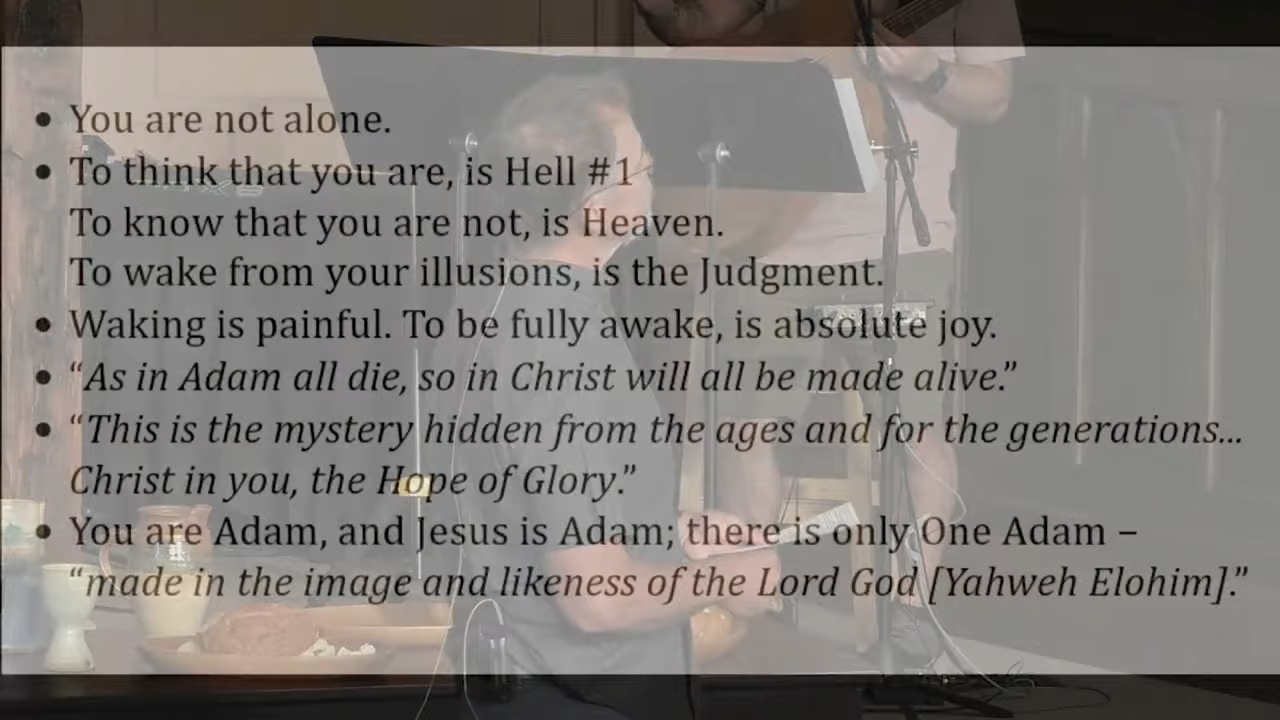 • You are not alone.
• To think that you are, is Hell #1
To know that you are not, is Heaven.
To wake from your illusions, is the Judgment.
• Waking is painful. To be fully awake, is absolute joy.
• “As in Adam all die, so in Christ will all be made alive.”
• “This is the mystery hidden from the ages and for the generations...
Christ in you, the Hope of Glory.”
• You are Adam, and Jesus is Adam; there is only One Adam –
“made in the image and likeness of the Lord God [Yahweh Elohim].”